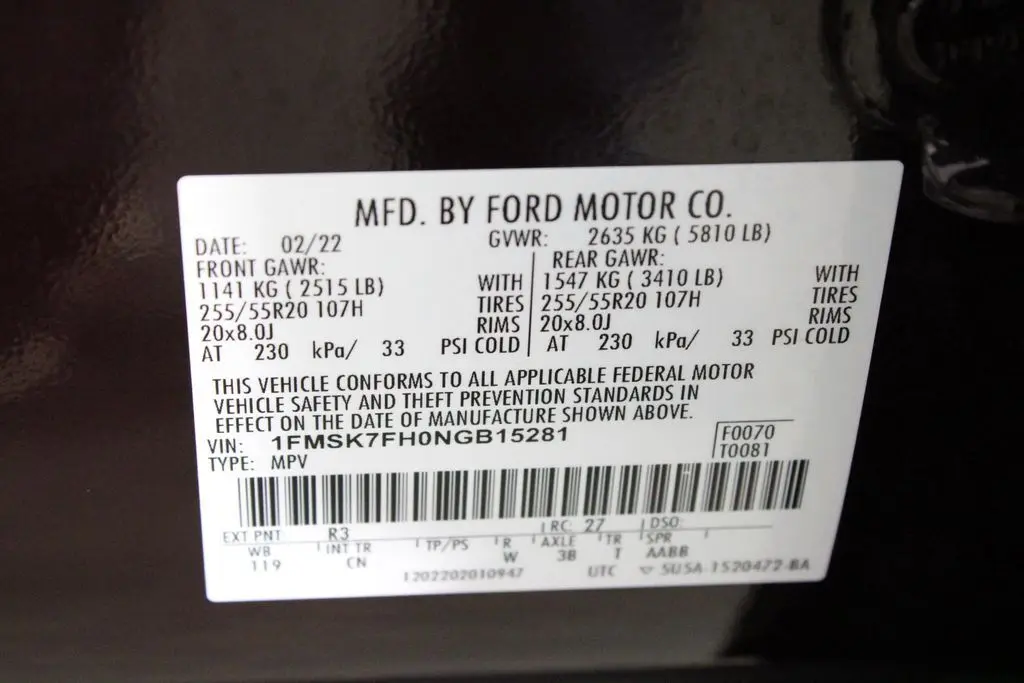 MFD. BY FORD MOTOR CO.
DATE: 02/22 GVWR: 2635 KG ( 5810 LB)
FRONT GAWR: REAR GAWR:
1141 KG ( 2515 LB) WITH 1547 KG ( 3410 LB) WITH
255/55R20 107H TIRES 255/55R20 107H TIRES
20x8.0J RIMS 20x8.0J RIMS
AT 230 kPa/ 33 PSI COLD AT 230 kPa/ 33 PSI COLD
THIS VEHICLE CONFORMS TO ALL APPLICABLE FEDERAL MOTOR
VEHICLE SAFETY AND THEFT PREVENTION STANDARDS IN
EFFECT ON THE DATE OF MANUFACTURE SHOWN ABOVE.
VIN: 1FMSK7FH0NGB15281 F0070
TYPE: MPV T0081
EXT PNT R3 RC: 27 DSO:
WB INT TR TP/PS R AXLE TR SPR
119 CN W 3B T AABB
1202202010947 UTC 5U5A-1520472-BA